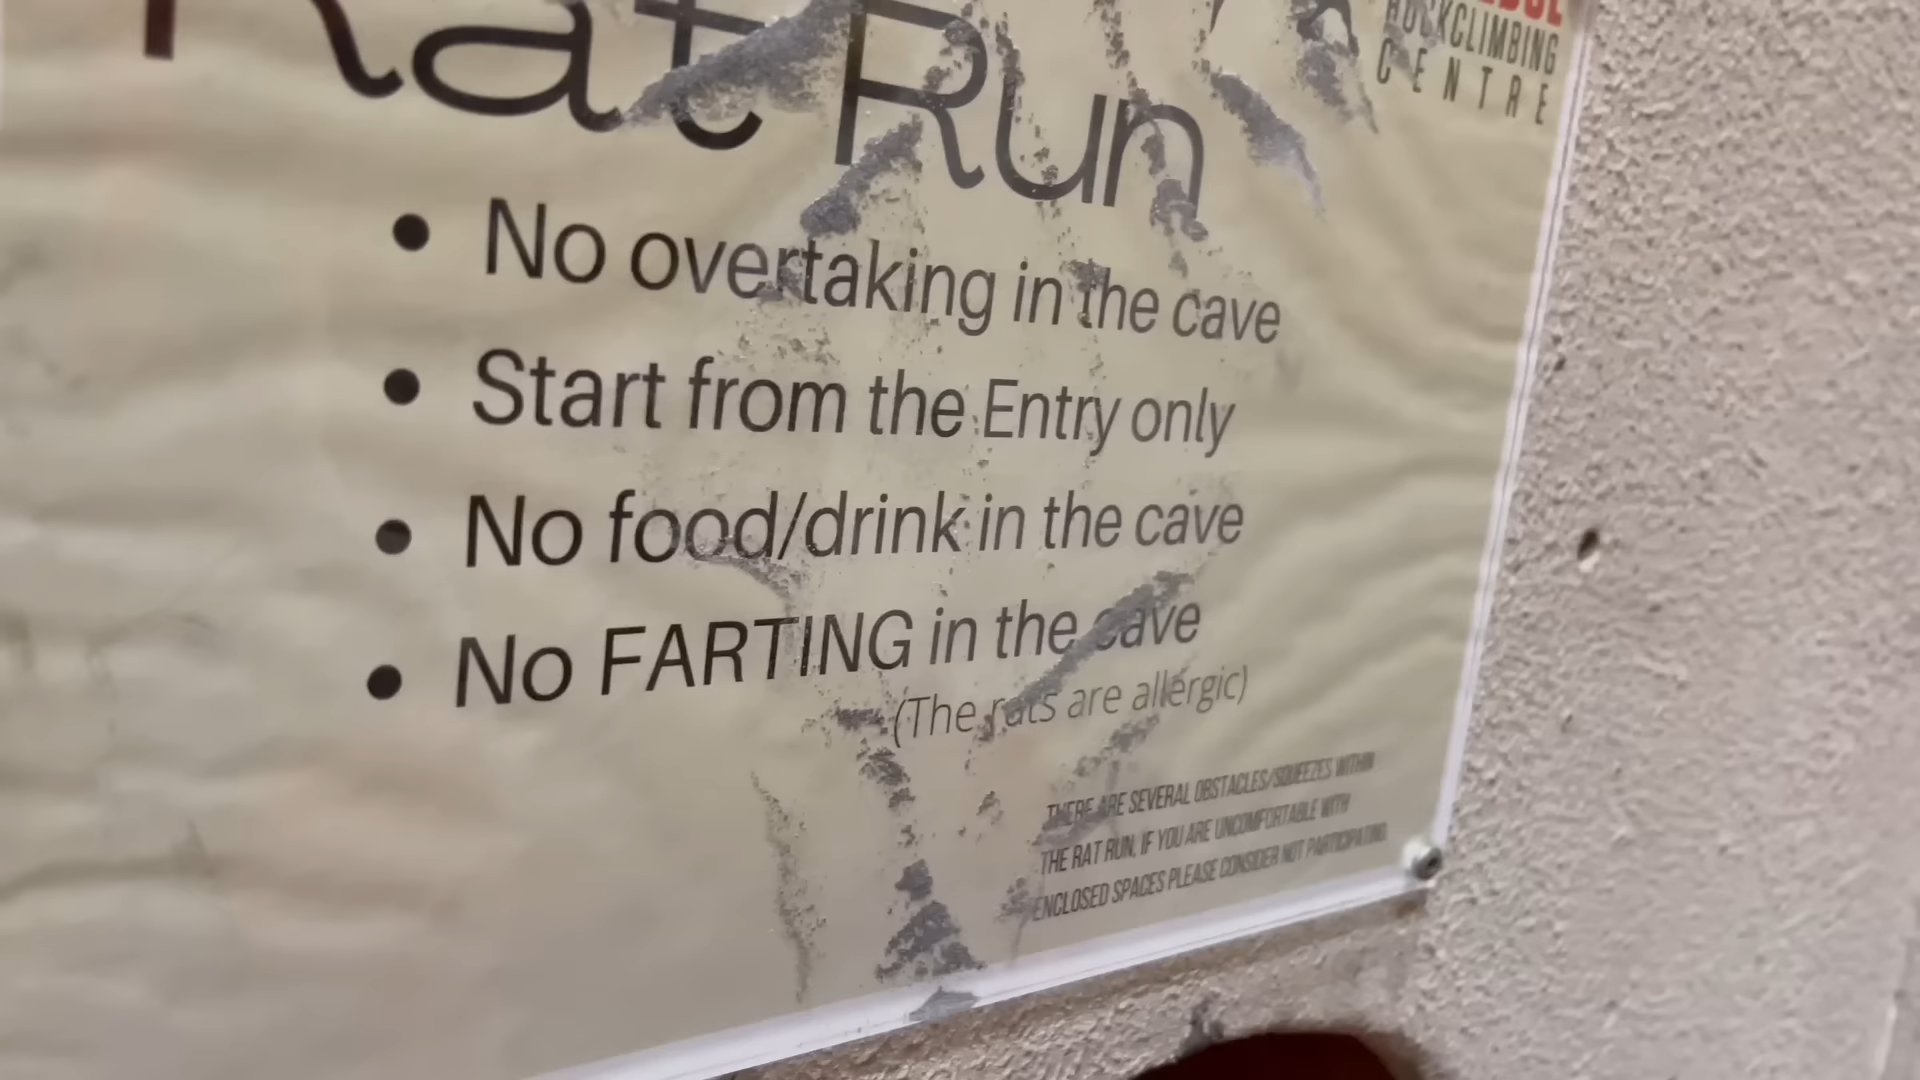 Rat Run
ROCKCLIMBING
CENTRE
• No overtaking in the cave
• Start from the Entry only
• No food/drink in the cave
• No FARTING in the cave
(The rats are allergic)
THERE ARE SEVERAL OBSTACLES/SQUEEZES WITHIN
THE RAT RUN. IF YOU ARE UNCOMFORTABLE WITH
ENCLOSED SPACES PLEASE CONSIDER NOT PARTICIPATING